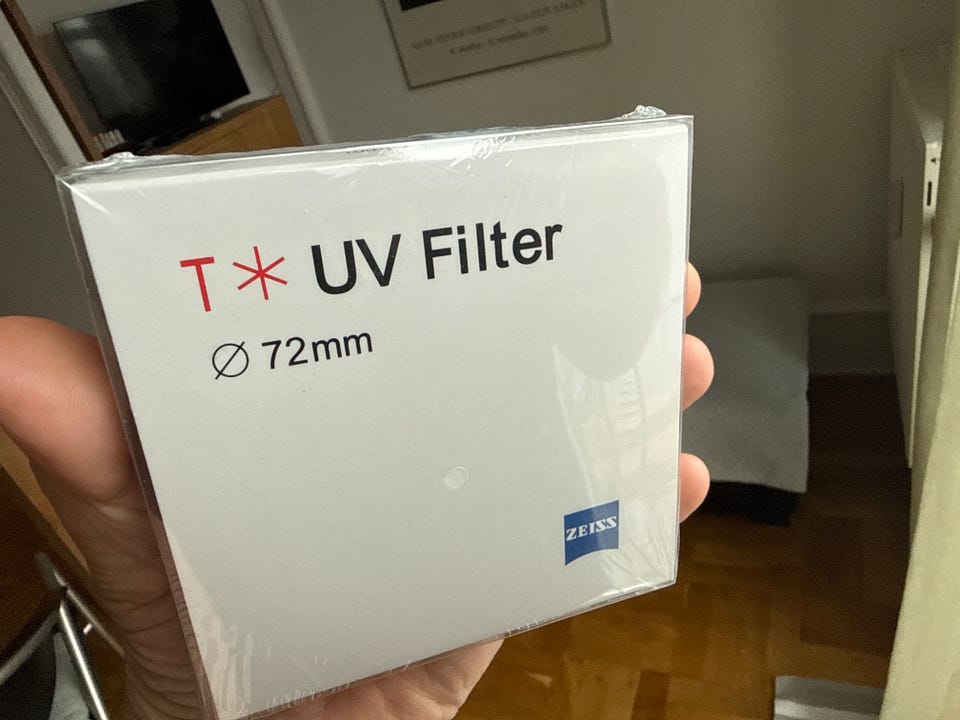 T* UV Filter
⌀ 72mm
ZEISS